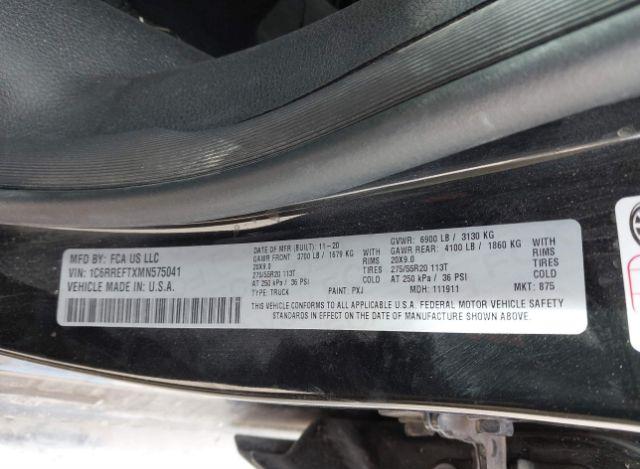 MFD BY: FCA US LLC
VIN: 1C6RREFTXMN575041
VEHICLE MADE IN: U.S.A.
DATE OF MFR (BUILT): 11-20
GAWR FRONT: 3700 LB / 1679 KG
WITH
20X9.0
RIMS
275/55R20 113T
TIRES
AT 250 kPa / 36 PSI
TYPE: TRUCK
PAINT: PXJ
GVWR: 6900 LB / 3130 KG
GAWR REAR: 4100 LB / 1860 KG
WITH
20X9.0
RIMS
275/55R20 113T
TIRES
AT 250 kPa / 36 PSI
MDH: 111911
MKT: 875
THIS VEHICLE CONFORMS TO ALL APPLICABLE U.S.A. FEDERAL MOTOR VEHICLE SAFETY
STANDARDS IN EFFECT ON THE DATE OF MANUFACTURE SHOWN ABOVE.